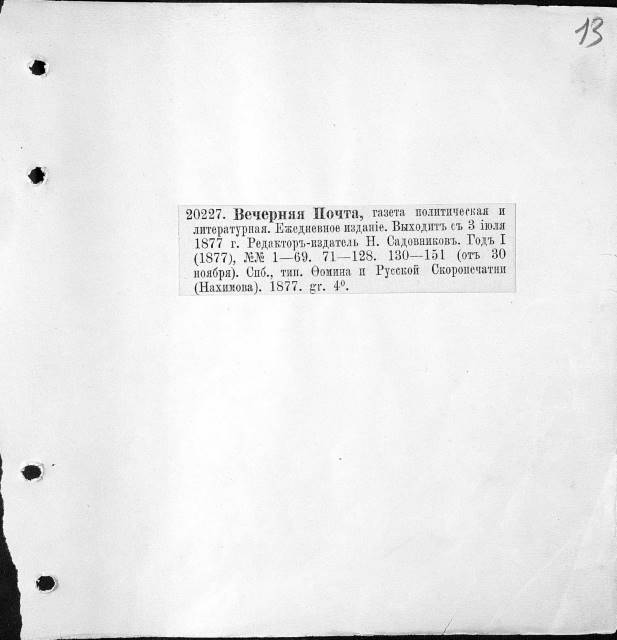 13
20227. Вечерняя Почта, газета политическая и
литературная. Ежедневное изданіе. Выходитъ съ 3 іюля
1877 г. Редакторъ-издатель Н. Садовниковъ. Годъ I
(1877), №№ 1—69. 71—128. 130—151 (отъ 30
ноября). Спб., тип. Ѳомина и Русской Скоропечатни
(Нахимова). 1877. gr. 4⁰.